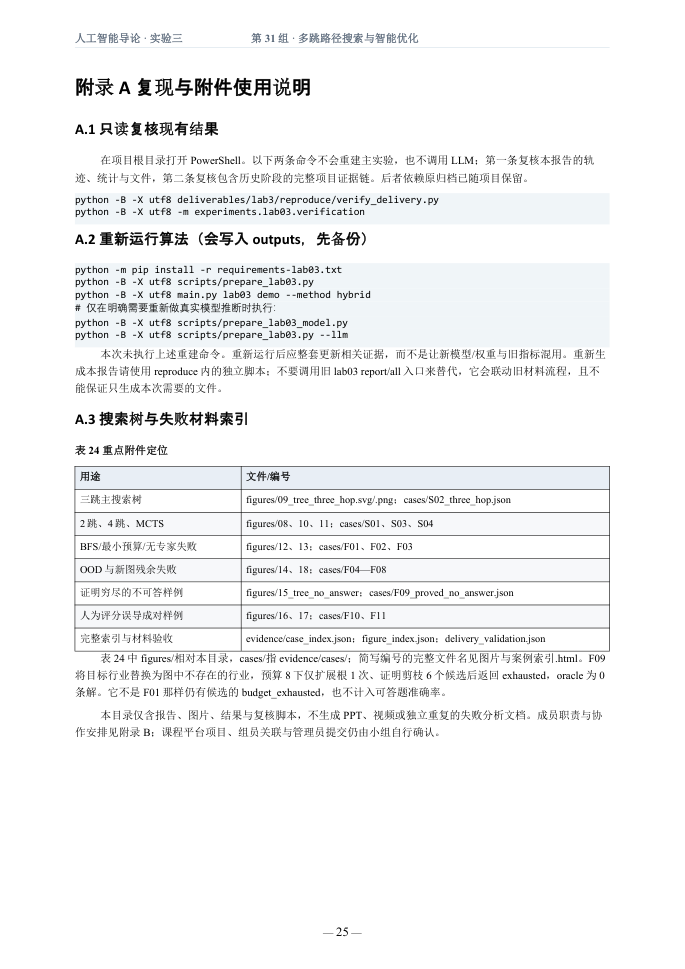 人工智能导论 · 实验三 第 31 组 · 多跳路径搜索与智能优化
附录 A 复现与附件使用说明
A.1 只读复核现有结果
在项目根目录打开 PowerShell。以下两条命令不会重建主实验，也不调用 LLM；第一条复核本报告的轨
迹、统计与文件，第二条复核包含历史阶段的完整项目证据链。后者依赖原归档已随项目保留。
python -B -X utf8 deliverables/lab3/reproduce/verify_delivery.py
python -B -X utf8 -m experiments.lab03.verification
A.2 重新运行算法（会写入 outputs，先备份）
python -m pip install -r requirements-lab03.txt
python -B -X utf8 scripts/prepare_lab03.py
python -B -X utf8 main.py lab03 demo --method hybrid
# 仅在明确需要重新做真实模型推断时执行：
python -B -X utf8 scripts/prepare_lab03_model.py
python -B -X utf8 scripts/prepare_lab03.py --llm
本次未执行上述重建命令。重新运行后应整套更新相关证据，而不是让新模型/权重与旧指标混用。重新生
成本报告请使用 reproduce 内的独立脚本；不要调用旧 lab03 report/all 入口来替代，它会联动旧材料流程，且不
能保证只生成本次需要的文件。
A.3 搜索树与失败材料索引
表 24 重点附件定位
用途 文件/编号
三跳主搜索树 figures/09_tree_three_hop.svg/.png；cases/S02_three_hop.json
2 跳、4 跳、MCTS figures/08、10、11；cases/S01、S03、S04
BFS/最小预算/无专家失败 figures/12、13；cases/F01、F02、F03
OOD 与新图残余失败 figures/14、18；cases/F04—F08
证明穷尽的不可答样例 figures/15_tree_no_answer；cases/F09_proved_no_answer.json
人为评分误导成对样例 figures/16、17；cases/F10、F11
完整索引与材料验收 evidence/case_index.json；figure_index.json；delivery_validation.json
表 24 中 figures/相对本目录，cases/指 evidence/cases/；简写编号的完整文件名见图片与案例索引.html。F09
将目标行业替换为图中不存在的行业，预算 8 下仅扩展根 1 次、证明剪枝 6 个候选后返回 exhausted，oracle 为 0
条解。它不是 F01 那样仍有候选的 budget_exhausted，也不计入可答题准确率。
本目录仅含报告、图片、结果与复核脚本，不生成 PPT、视频或独立重复的失败分析文档。成员职责与协
作安排见附录 B；课程平台项目、组员关联与管理员提交仍由小组自行确认。
— 25 —